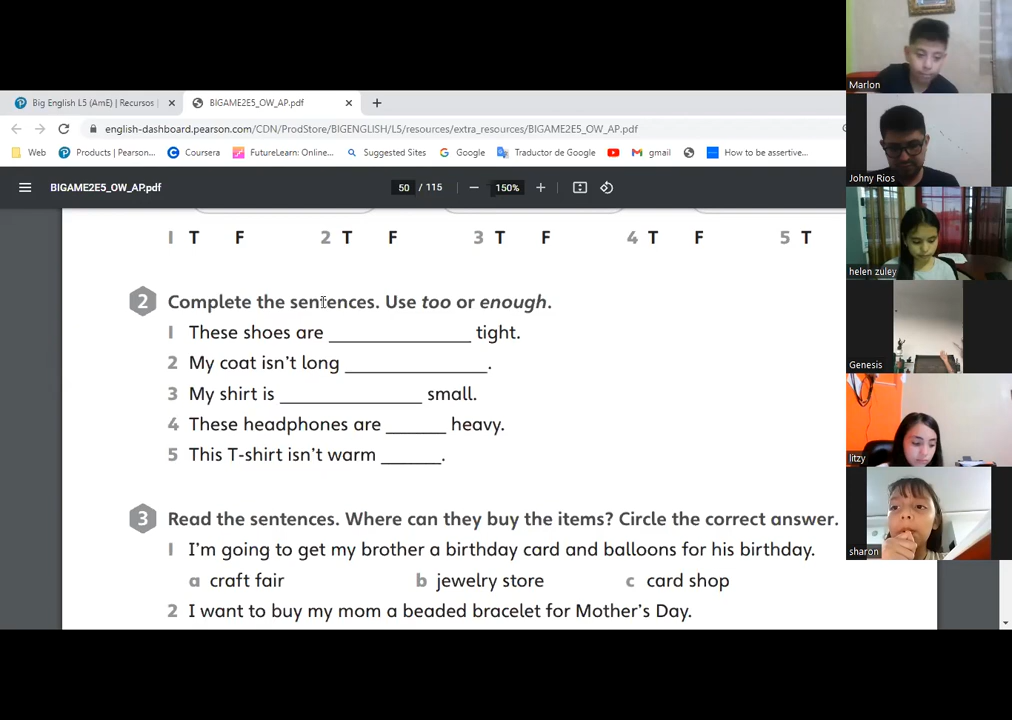 Big English L5 (AmE) | Recursos
BIGAME2E5_OW_AP.pdf
english-dashboard.pearson.com/CDN/ProdStore/BIGENGLISH/L5/resources/extra_resources/BIGAME2E5_OW_AP.pdf
Web Products | Pearson... Coursera FutureLearn: Online... Suggested Sites Google Traductor de Google gmail How to be assertive...
BIGAME2E5_OW_AP.pdf 50 / 115 150%
1 T F 2 T F 3 T F 4 T F 5 T
2 Complete the sentences. Use too or enough.
1 These shoes are ______________ tight.
2 My coat isn't long ______________.
3 My shirt is ______________ small.
4 These headphones are ______ heavy.
5 This T-shirt isn't warm ______.
3 Read the sentences. Where can they buy the items? Circle the correct answer.
1 I'm going to get my brother a birthday card and balloons for his birthday.
a craft fair b jewelry store c card shop
2 I want to buy my mom a beaded bracelet for Mother's Day.
Marlon
Johny Rios
helen zuley
Genesis
litzy
sharon